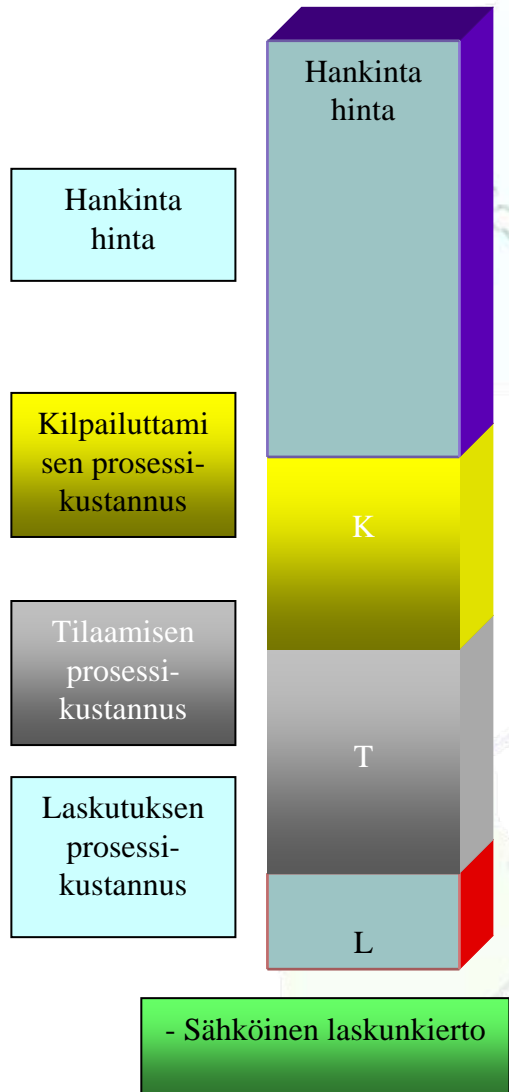 Hankinta
hinta
Hankinta
hinta
Kilpailuttami
sen prosessi-
kustannus
K
Tilaamisen
prosessi-
kustannus
T
Laskutuksen
prosessi-
kustannus
L
- Sähköinen laskunkierto